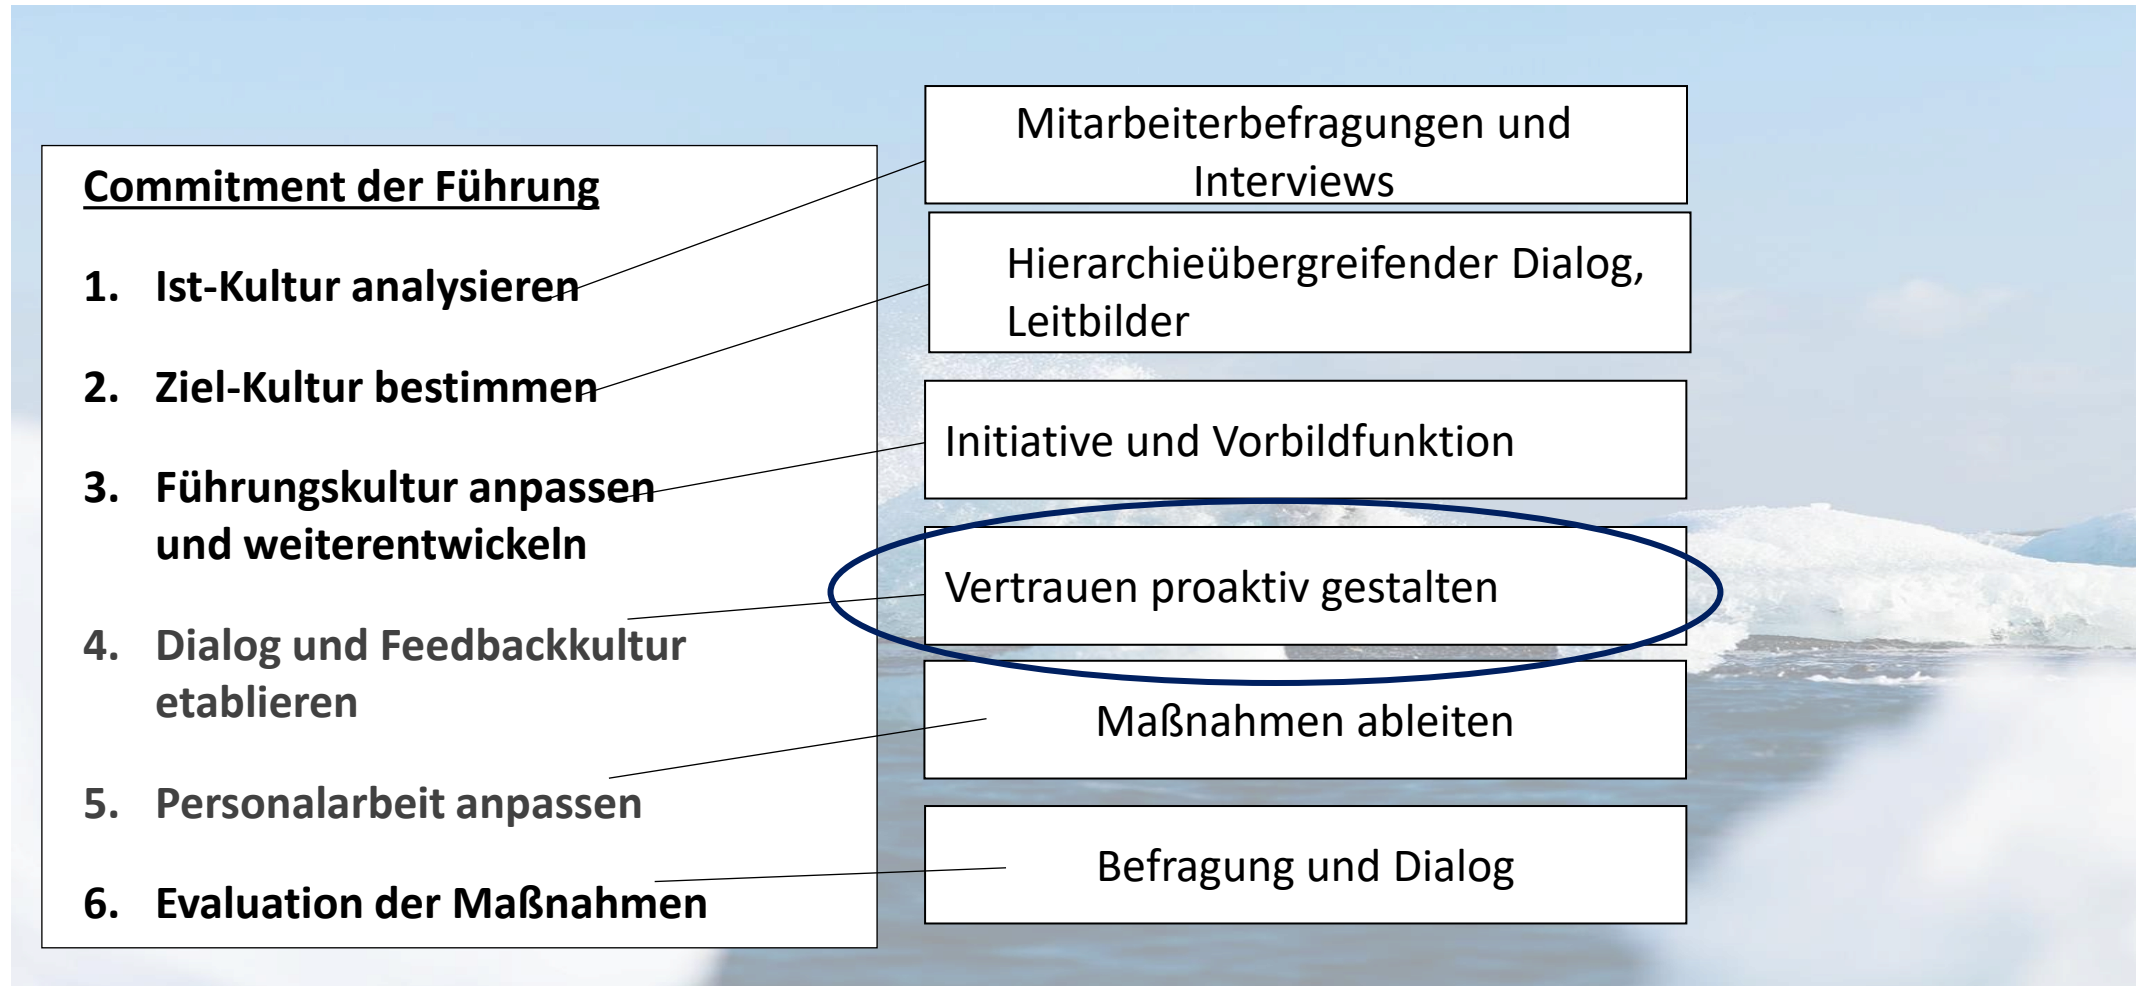 Commitment der Führung
1. Ist-Kultur analysieren
2. Ziel-Kultur bestimmen
3. Führungskultur anpassen
und weiterentwickeln
4. Dialog und Feedbackkultur
etablieren
5. Personalarbeit anpassen
6. Evaluation der Maßnahmen
Mitarbeiterbefragungen und
Interviews
Hierarchieübergreifender Dialog,
Leitbilder
Initiative und Vorbildfunktion
Vertrauen proaktiv gestalten
Maßnahmen ableiten
Befragung und Dialog